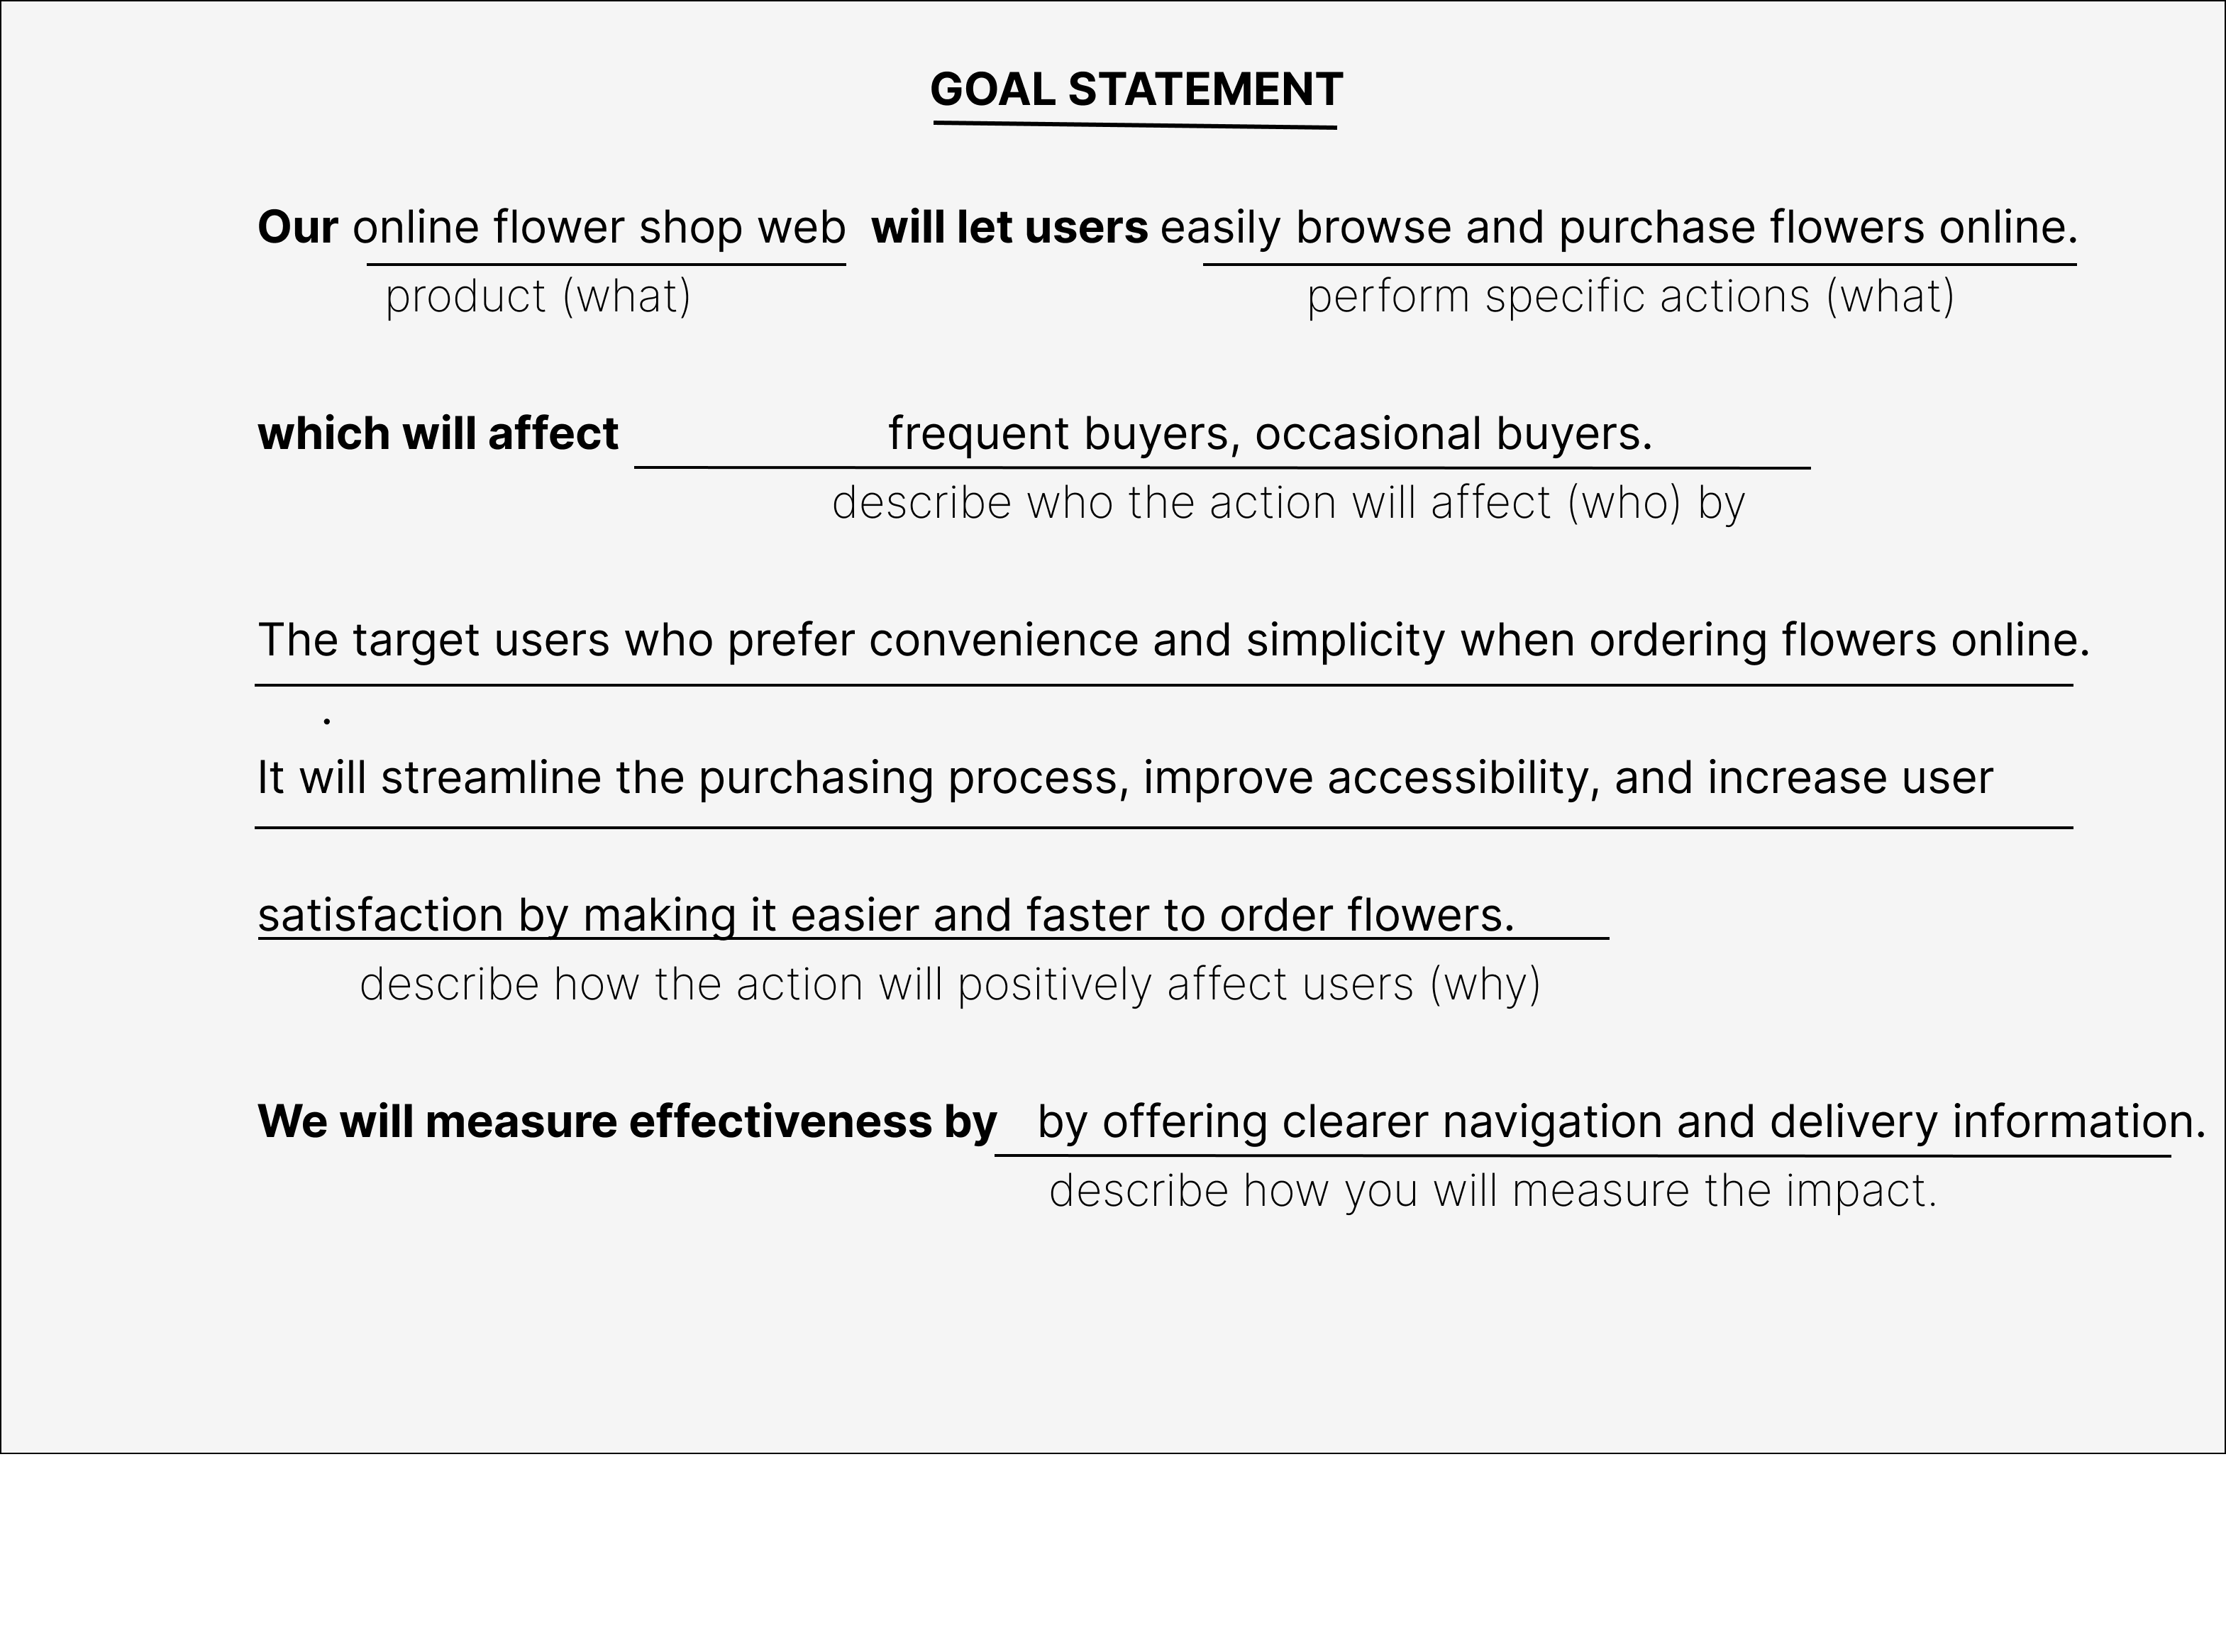 GOAL STATEMENT
Our online flower shop web will let users easily browse and purchase flowers online.
product (what) perform specific actions (what)
which will affect frequent buyers, occasional buyers.
describe who the action will affect (who) by
The target users who prefer convenience and simplicity when ordering flowers online.
.
It will streamline the purchasing process, improve accessibility, and increase user
satisfaction by making it easier and faster to order flowers.
describe how the action will positively affect users (why)
We will measure effectiveness by by offering clearer navigation and delivery information.
describe how you will measure the impact.